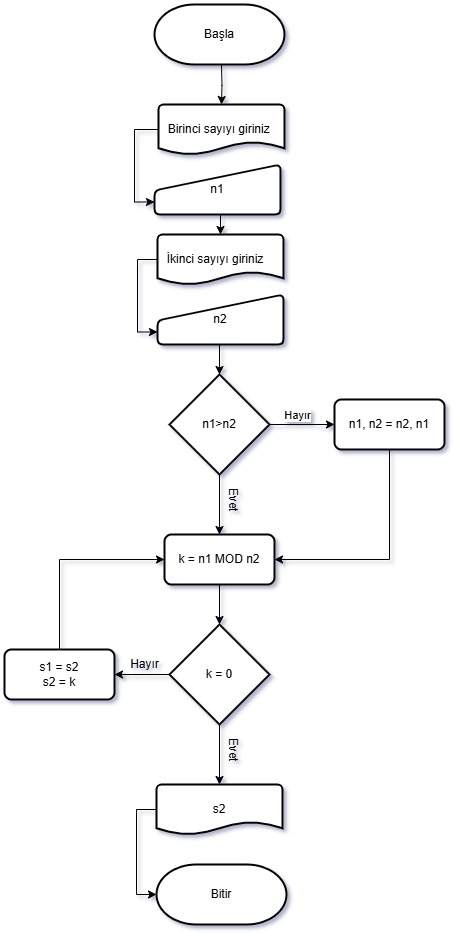 Başla
Birinci sayıyı giriniz
n1
İkinci sayıyı giriniz
n2
n1>n2
Hayır
n1, n2 = n2, n1
Evet
k = n1 MOD n2
k = 0
Hayır
s1 = s2
s2 = k
Evet
s2
Bitir